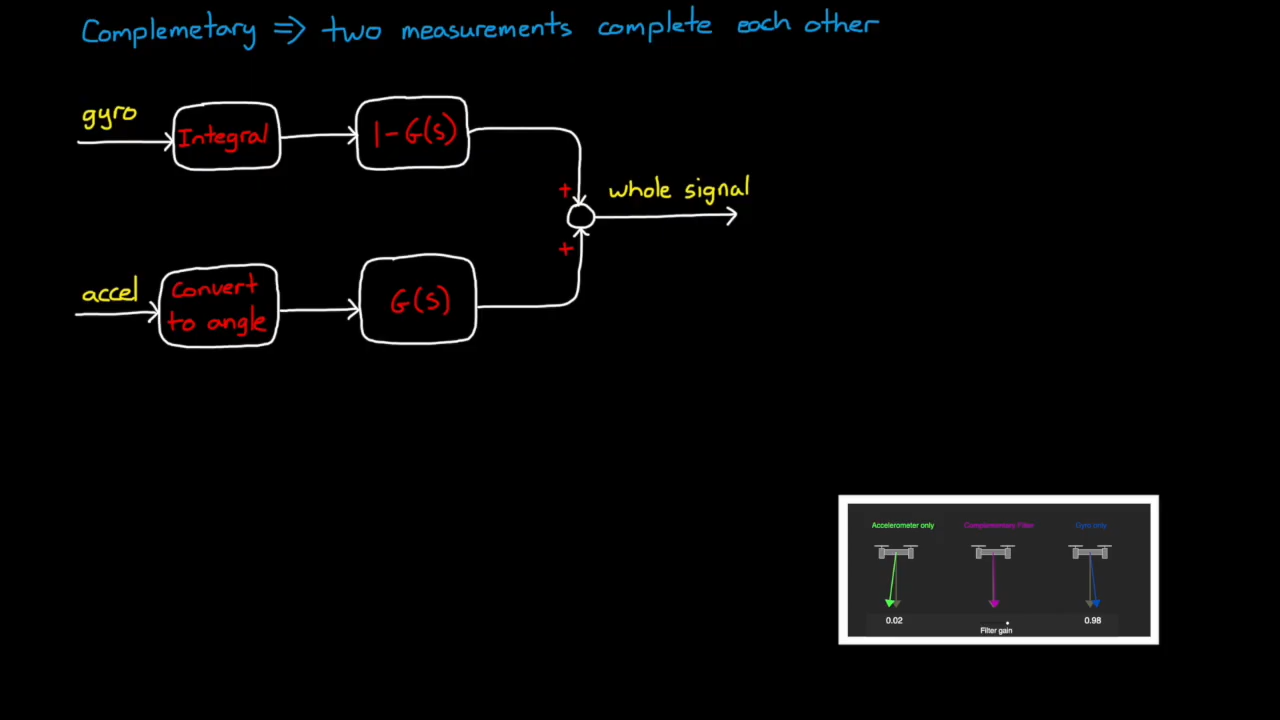 Complemetary => two measurements complete each other
gyro
Integral
1-G(s)
+
whole signal
+
accel
Convert
to angle
G(s)
Accelerometer only
Complementary Filter
Gyro only
0.02
0.98
Filter gain